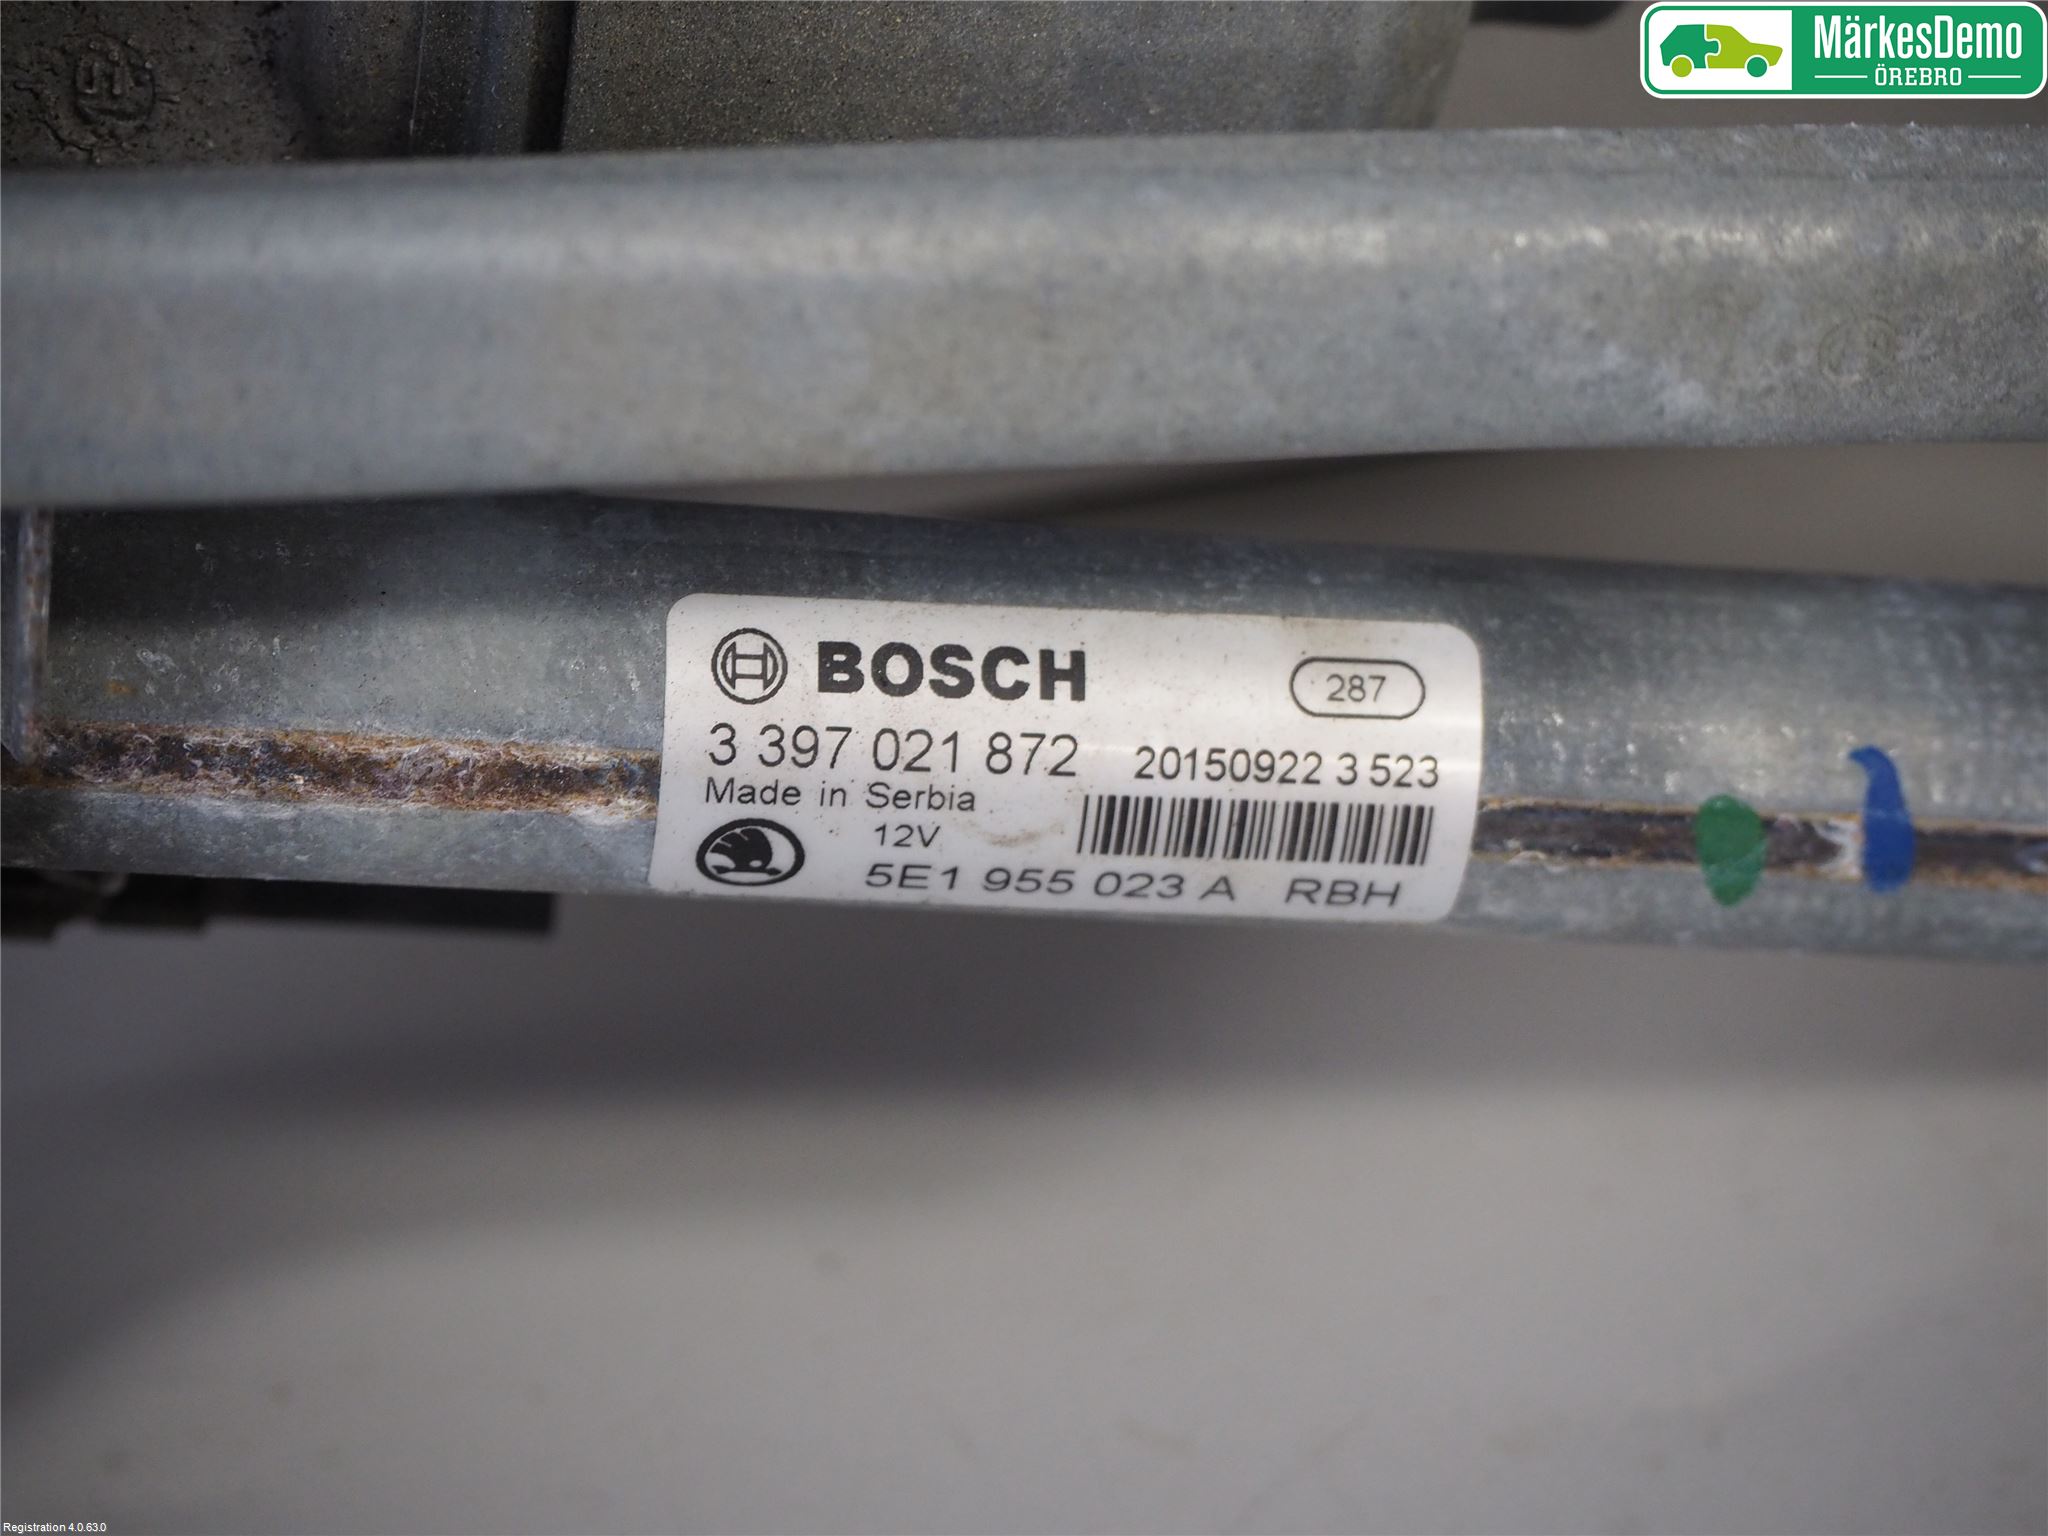 MärkesDemo
ÖREBRO
BOSCH
287
3 397 021 872 20150922 3 523
Made in Serbia
12V
5E1 955 023 A RBH
Registration 4.0.63.0